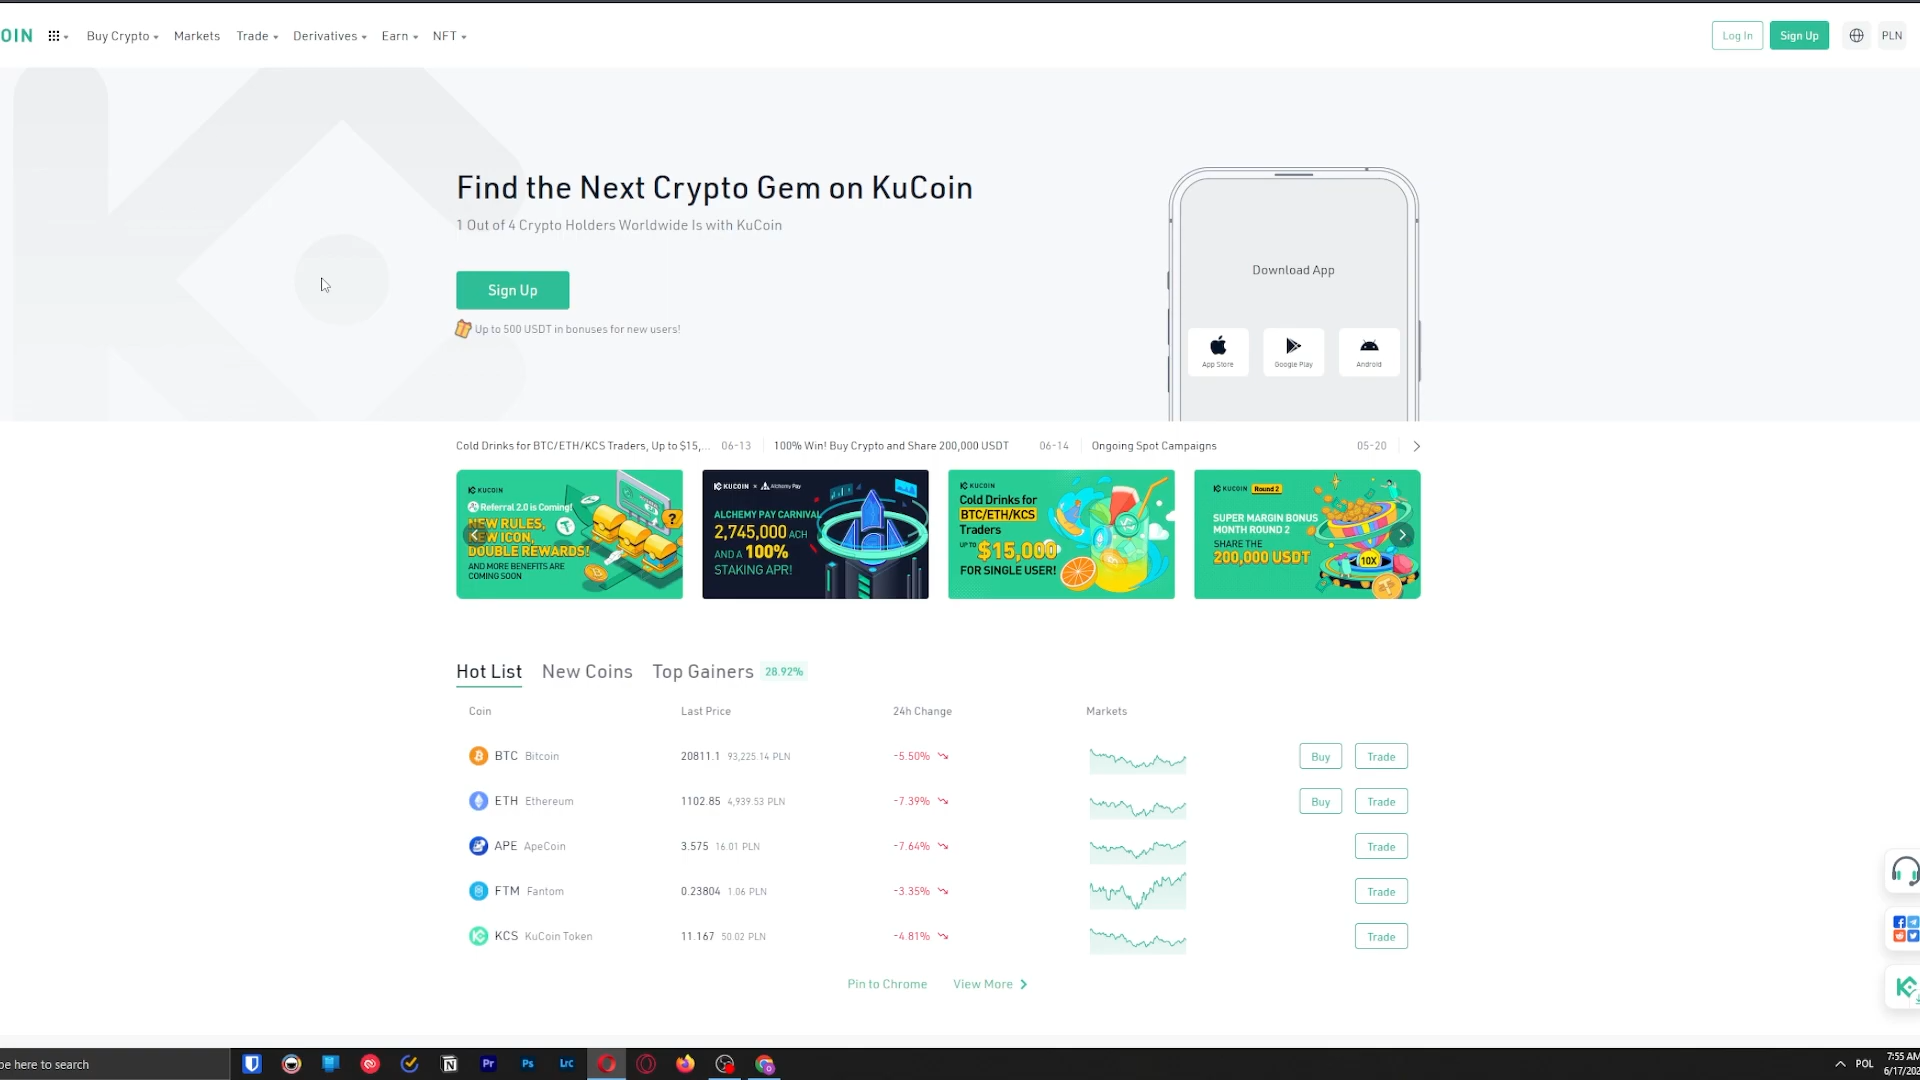 OIN
Buy Crypto
Markets
Trade
Derivatives
Earn
NFT
Log In
Sign Up
PLN
Find the Next Crypto Gem on KuCoin
1 Out of 4 Crypto Holders Worldwide Is with KuCoin
Sign Up
Up to 500 USDT in bonuses for new users!
Download App
App Store
Google Play
Android
Cold Drinks for BTC/ETH/KCS Traders, Up to $15,... 06-13
100% Win! Buy Crypto and Share 200,000 USDT 06-14
Ongoing Spot Campaigns 05-20
KUCOIN
Referral 2.0 is Coming!
NEW RULES,
NEW ICON,
DOUBLE REWARDS!
AND MORE BENEFITS ARE
COMING SOON
KUCOIN × Alchemy Pay
ALCHEMY PAY CARNIVAL
2,745,000 ACH
AND A 100%
STAKING APR!
KUCOIN
Cold Drinks for
BTC/ETH/KCS
Traders
UP TO $15,000
FOR SINGLE USER!
KUCOIN Round 2
SUPER MARGIN BONUS
MONTH ROUND 2
SHARE THE
200,000 USDT
10X
Hot List
New Coins
Top Gainers 28.92%
Coin Last Price 24h Change Markets
BTC Bitcoin 20811.1 93,225.14 PLN -5.50% Buy Trade
ETH Ethereum 1102.85 4,939.53 PLN -7.39% Buy Trade
APE ApeCoin 3.575 16.01 PLN -7.64% Trade
FTM Fantom 0.23804 1.06 PLN -3.35% Trade
KCS KuCoin Token 11.167 50.02 PLN -4.81% Trade
Pin to Chrome
View More
pe here to search
Pr
Ps
Lrc
POL
7:55 AM
6/17/202